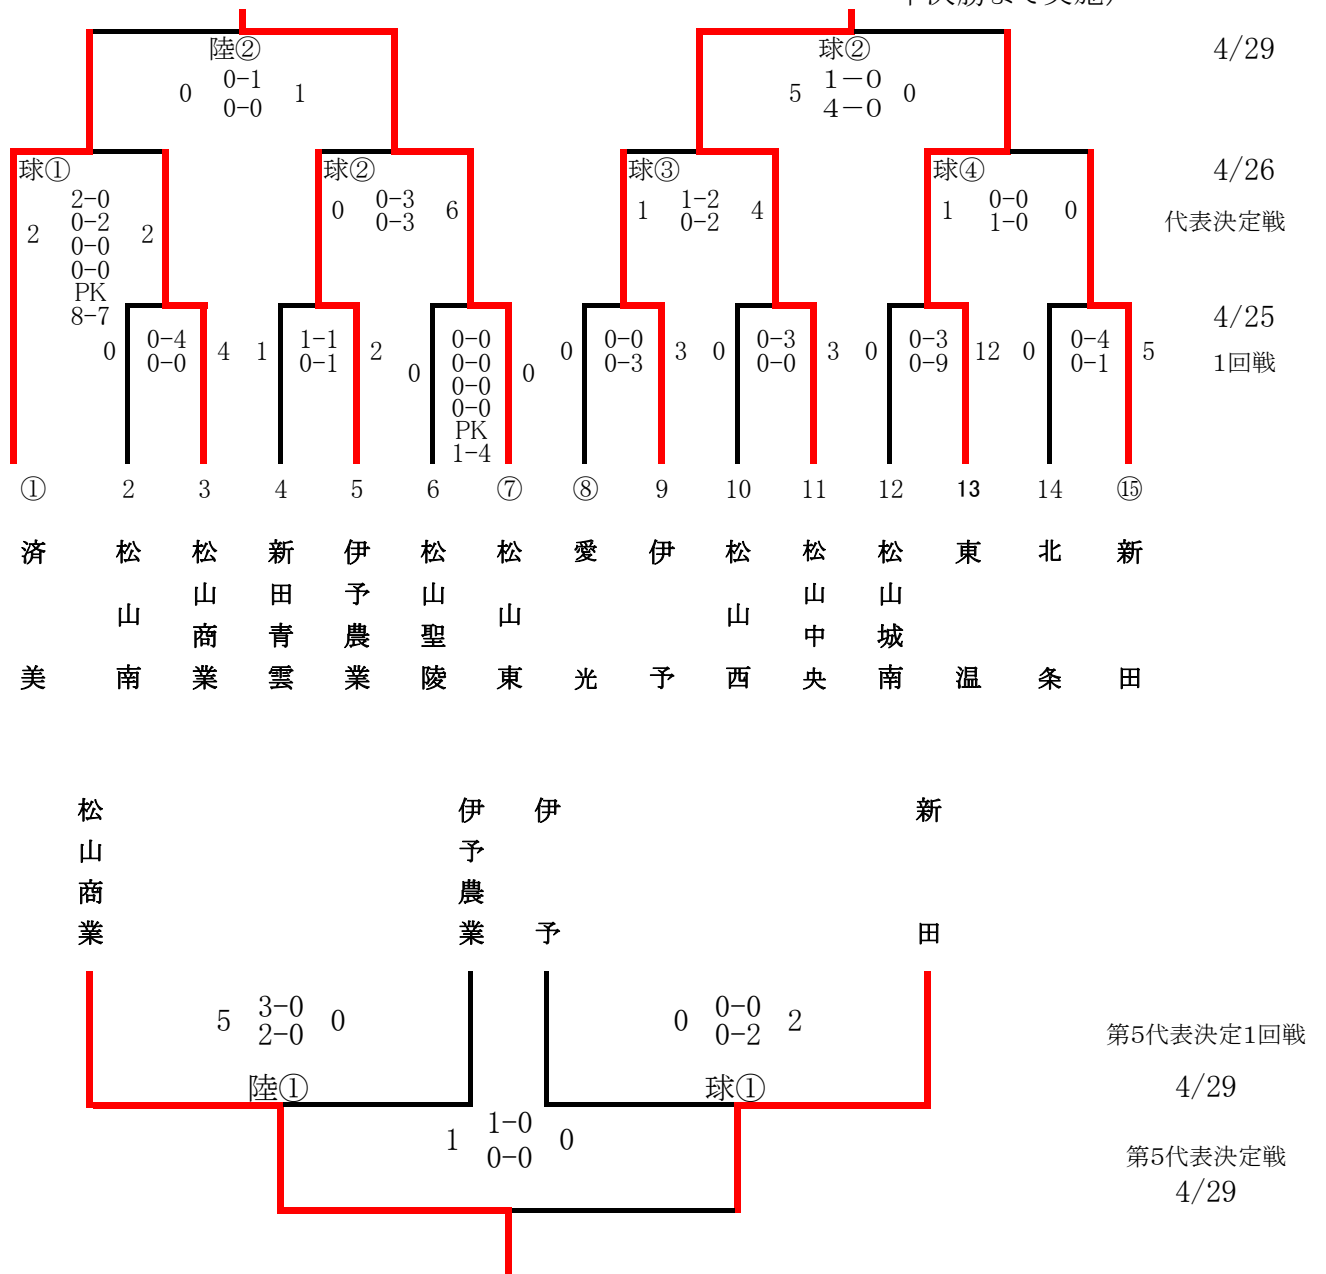 陸② 球② 4/29
0-1 1－0
0 1 5 0
0-0 4－0
球① 球② 球③ 球④ 4/26
2-0 0-3 1-2 0-0
0 6 1 4 1 0
0-2 0-3 0-2 1-0 代表決定戦
2 2
0-0
0-0
PK
8-7 4/25
0-4 1-1 0-0 0-0 0-3 0-3 0-4
0 4 1 2 0 3 0 3 0 12 0 5
0-0 0-1 0-0 0-3 0-0 0-9 0-1 1回戦
0 0
0-0
0-0
PK
1-4
① 2 3 4 5 6 ⑦ ⑧ 9 10 11 12 13 14 ⑮
済美
松山南
松山商業
新田青雲
伊予農業
松山聖陵
松山東
愛光
伊予
松山西
松山中央
松山城南
東温
北条
新田
松山商業
伊予農業
伊予
新田
3-0 0-0
5 0 0 2
2-0 0-2 第5代表決定1回戦
陸① 球① 4/29
1-0
1 0
0-0 第5代表決定戦
4/29